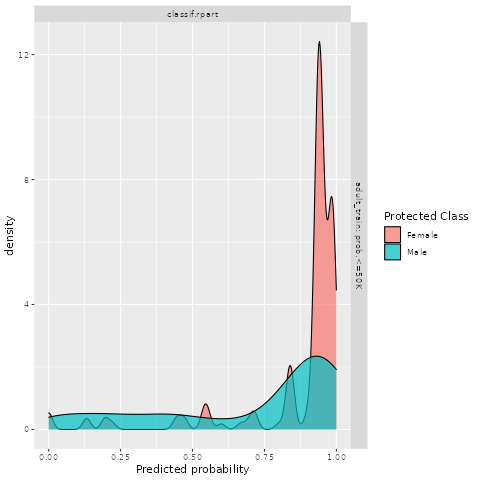 classif.rpart
12
8
4
0
density
0.00 0.25 0.50 0.75 1.00
Predicted probability
adult_train: prob.<=50K
Protected Class
Female
Male